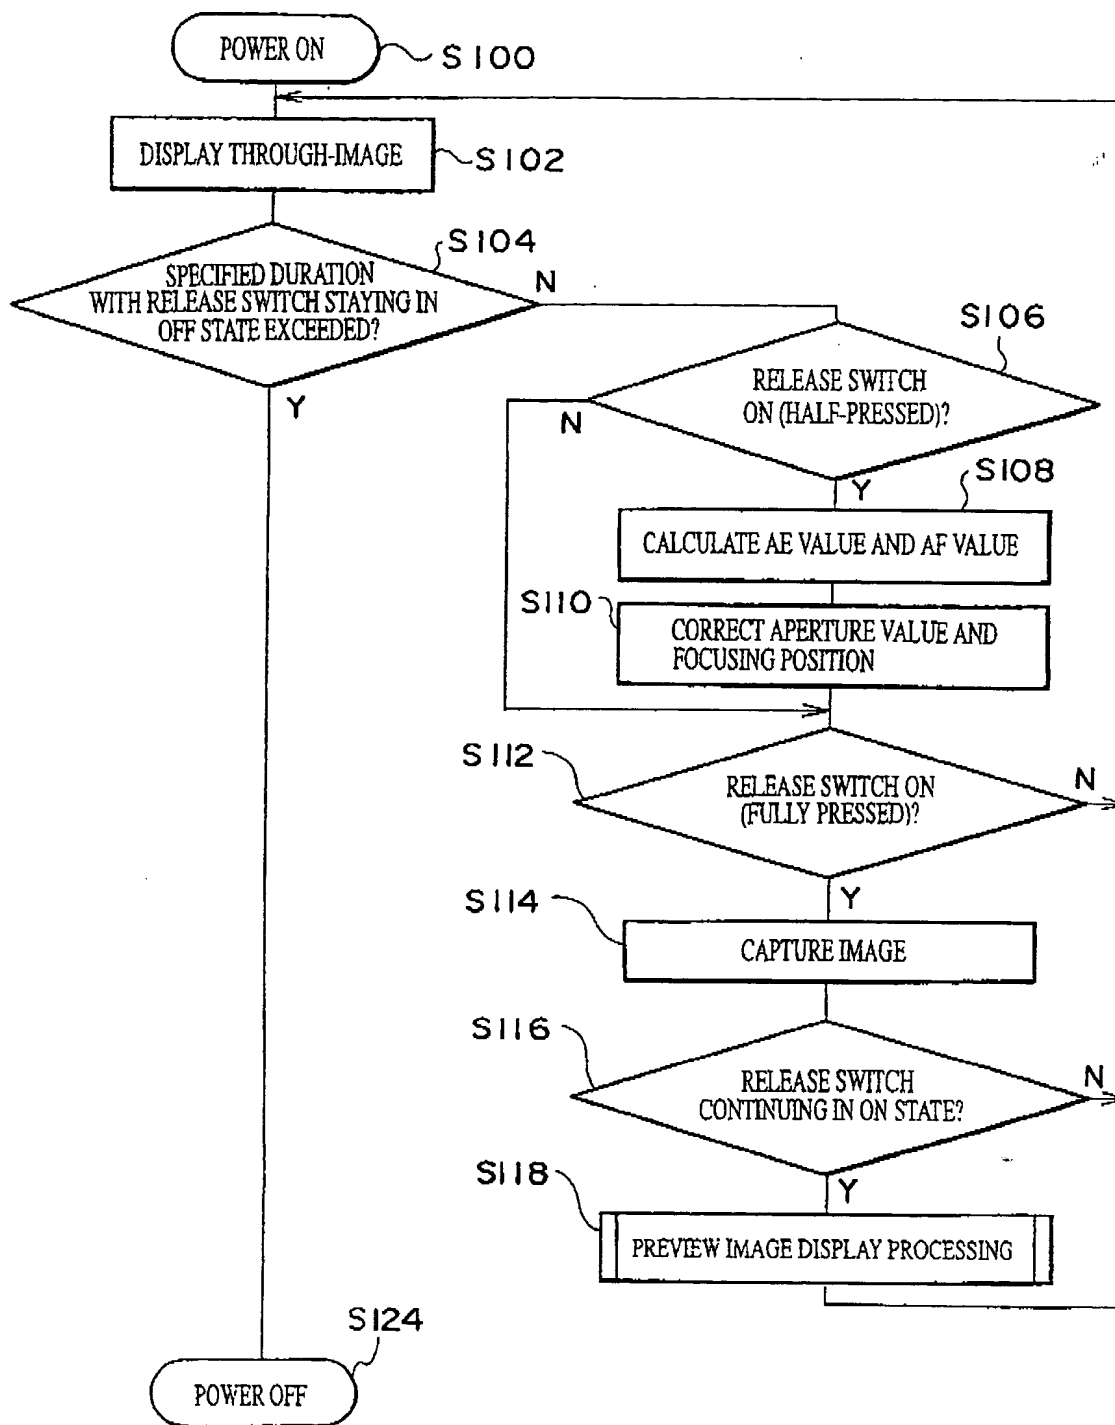 POWER ON
S100
DISPLAY THROUGH-IMAGE
S102
S104
SPECIFIED DURATION
WITH RELEASE SWITCH STAYING IN
OFF STATE EXCEEDED?
N
Y
S106
RELEASE SWITCH
ON (HALF-PRESSED)?
N
Y
S108
CALCULATE AE VALUE AND AF VALUE
S110
CORRECT APERTURE VALUE AND
FOCUSING POSITION
S112
RELEASE SWITCH ON
(FULLY PRESSED)?
N
Y
S114
CAPTURE IMAGE
S116
RELEASE SWITCH
CONTINUING IN ON STATE?
N
Y
S118
PREVIEW IMAGE DISPLAY PROCESSING
S124
POWER OFF